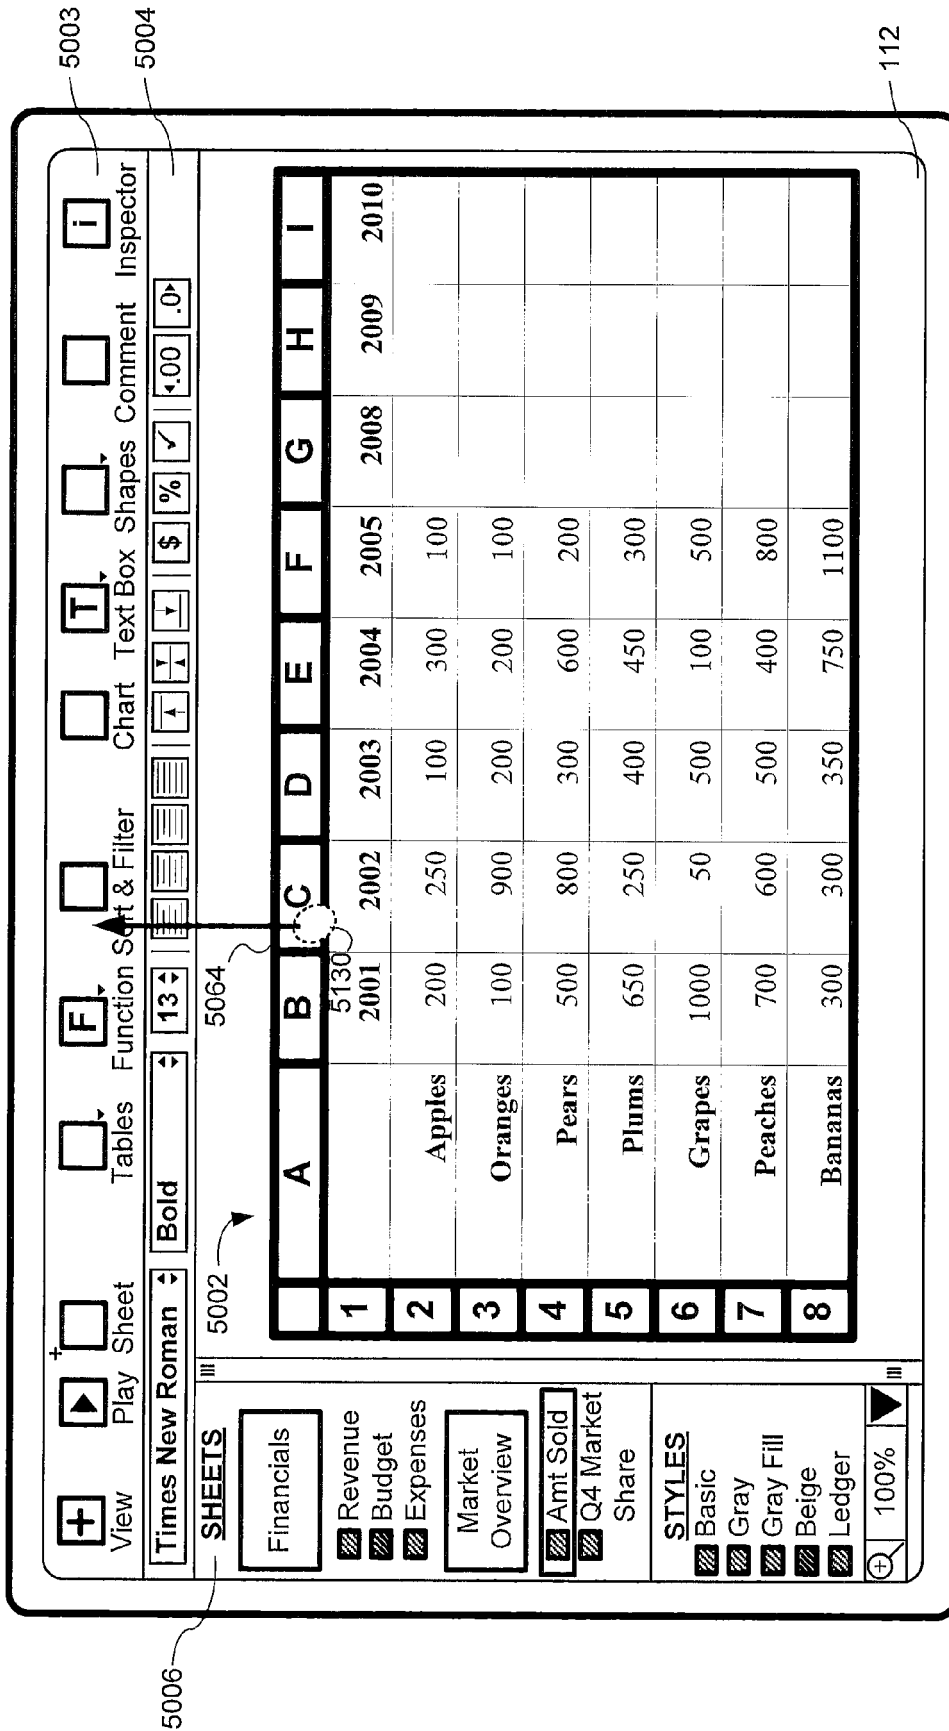 5003
5004
112
5006
View Play Sheet Tables Function Sort & Filter Chart Text Box Shapes Comment Inspector
F T i
Times New Roman Bold 13 $ % ✓ .00 .0
SHEETS
Financials
Revenue
Budget
Expenses
Market
Overview
Amt Sold
Q4 Market
Share
STYLES
Basic
Gray
Gray Fill
Beige
Ledger
100%
5002
5064
5130
A B C D E F G H I
1 2001 2002 2003 2004 2005 2008 2009 2010
2 Apples 200 250 100 300 100
3 Oranges 100 900 200 200 100
4 Pears 500 800 300 600 200
5 Plums 650 250 400 450 300
6 Grapes 1000 50 500 100 500
7 Peaches 700 600 500 400 800
8 Bananas 300 300 350 750 1100